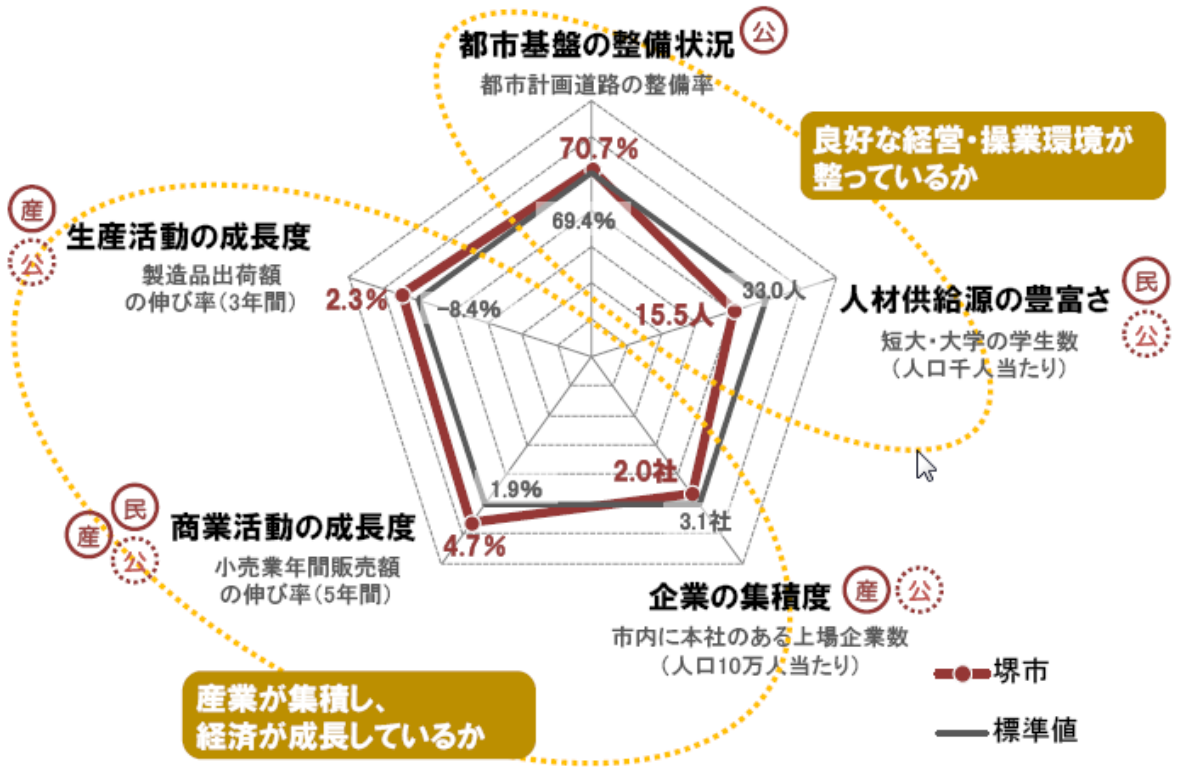 都市基盤の整備状況 公
都市計画道路の整備率
70.7%
69.4%
良好な経営・操業環境が
整っているか
産
公
生産活動の成長度
製造品出荷額
の伸び率(3年間)
2.3%
-8.4%
15.5人
33.0人
人材供給源の豊富さ
民
公
短大・大学の学生数
(人口千人当たり)
産
民
公
商業活動の成長度
小売業年間販売額
の伸び率(5年間)
1.9%
4.7%
2.0社
3.1社
企業の集積度 産 公
市内に本社のある上場企業数
(人口10万人当たり)
産業が集積し、
経済が成長しているか
堺市
標準値